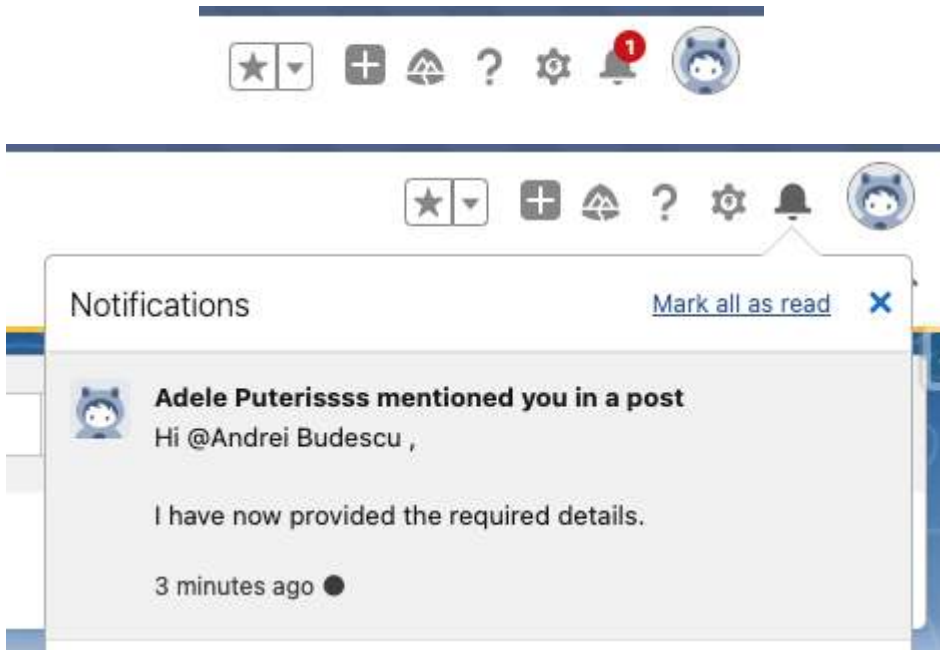 1
Notifications
Mark all as read
Adele Puterissss mentioned you in a post
Hi @Andrei Budescu ,
I have now provided the required details.
3 minutes ago